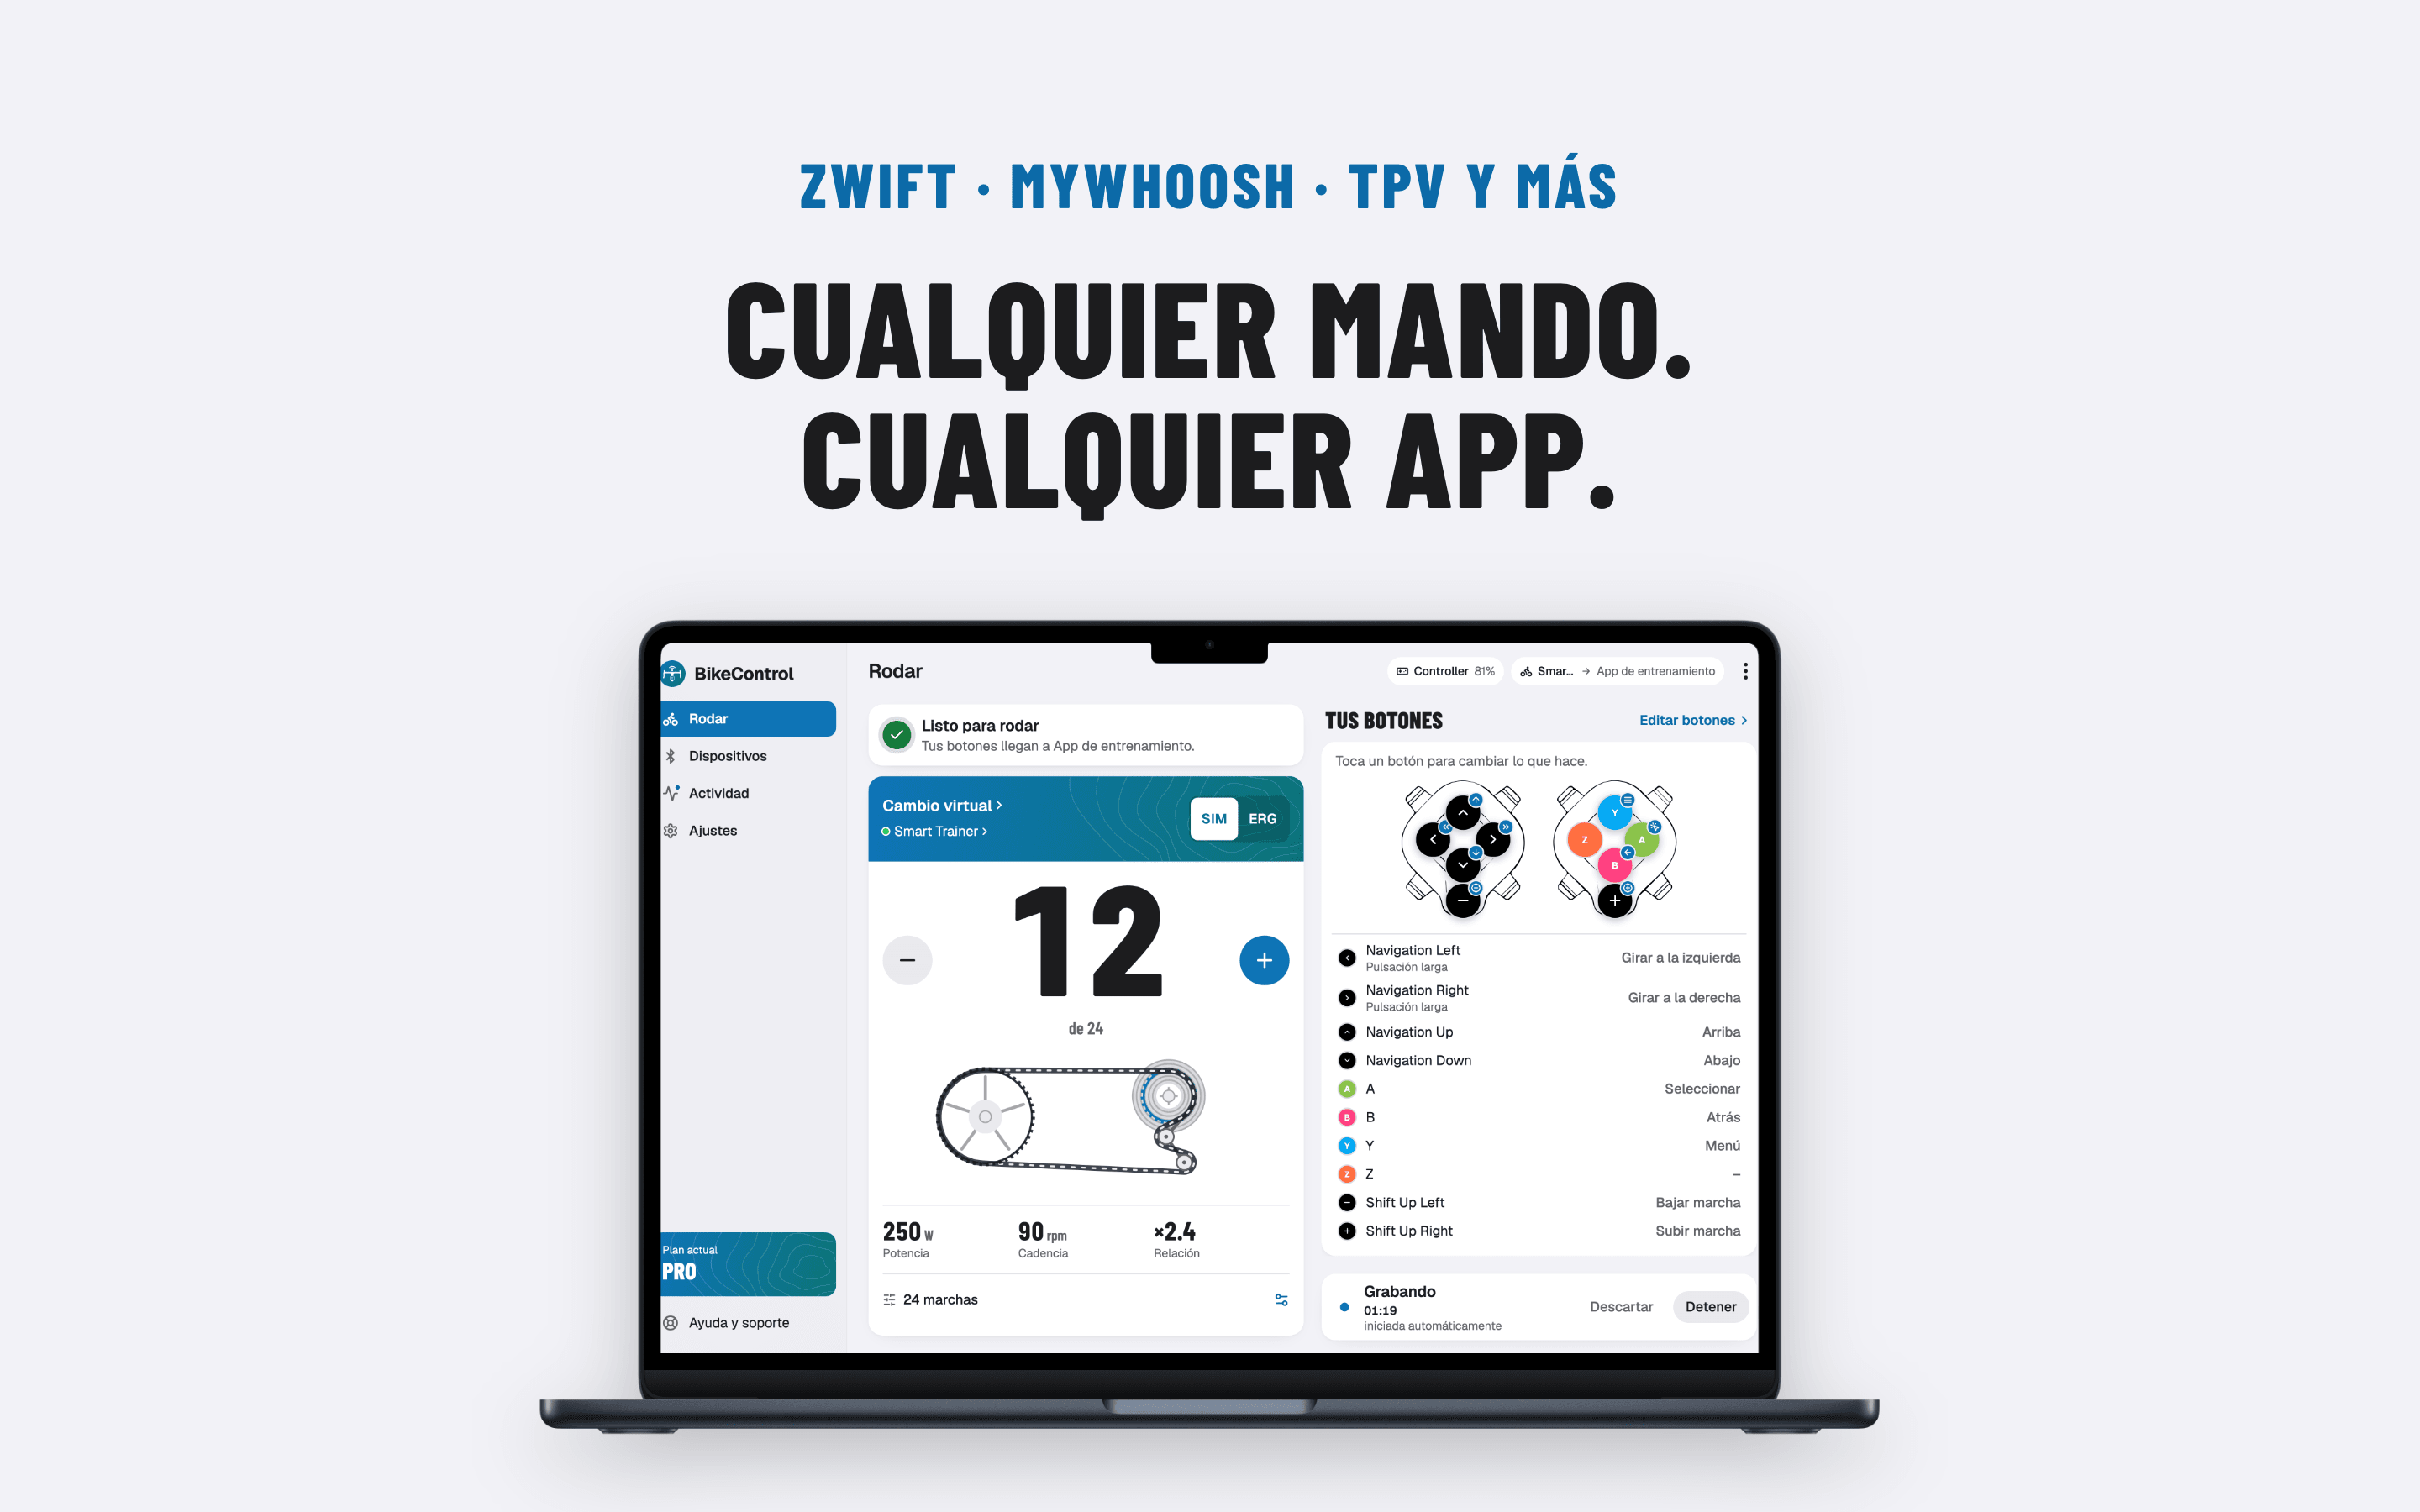 ZWIFT · MYWHOOSH · TPV Y MÁS
CUALQUIER MANDO.
CUALQUIER APP.
BikeControl
Rodar
Dispositivos
Actividad
Ajustes
Plan actual
PRO
Ayuda y soporte
Rodar
Controller 81%
Smar... → App de entrenamiento
Listo para rodar
Tus botones llegan a App de entrenamiento.
Cambio virtual
Smart Trainer
SIM
ERG
12
de 24
250 W
Potencia
90 rpm
Cadencia
×2.4
Relación
24 marchas
TUS BOTONES
Editar botones
Toca un botón para cambiar lo que hace.
Y
Z
A
B
Navigation Left
Pulsación larga
Girar a la izquierda
Navigation Right
Pulsación larga
Girar a la derecha
Navigation Up Arriba
Navigation Down Abajo
A A Seleccionar
B B Atrás
Y Y Menú
Z Z –
Shift Up Left Bajar marcha
Shift Up Right Subir marcha
Grabando
01:19
iniciada automáticamente
Descartar
Detener